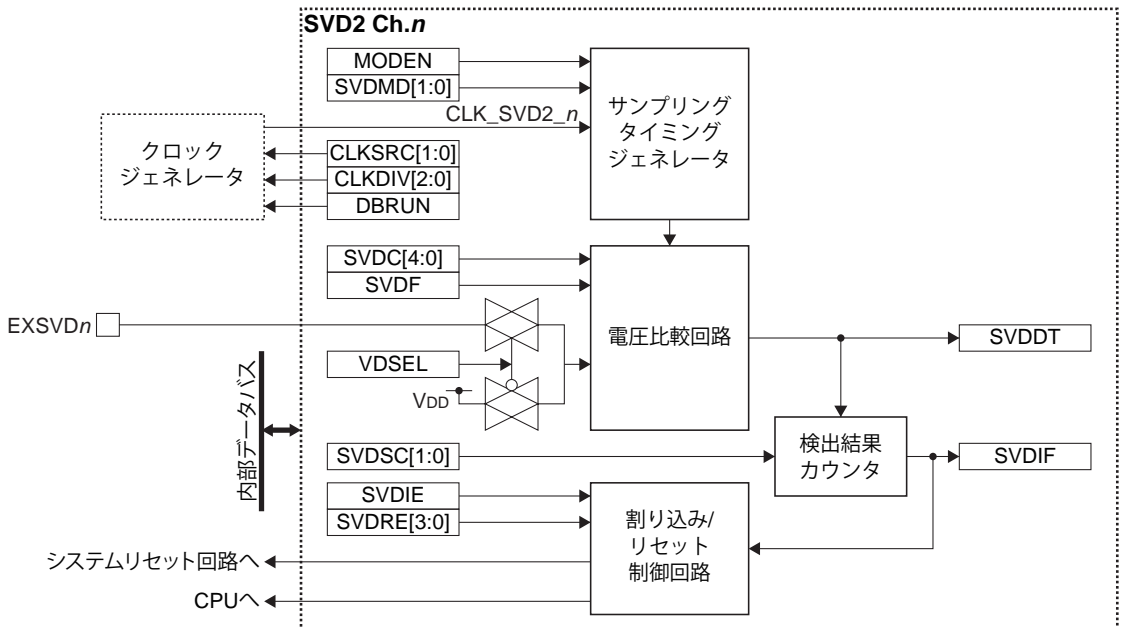 SVD2 Ch.n
MODEN
SVDMD[1:0]
CLK_SVD2_n
サンプリング
タイミング
ジェネレータ
クロック
ジェネレータ
CLKSRC[1:0]
CLKDIV[2:0]
DBRUN
SVDC[4:0]
SVDF
EXSVDn
電圧比較回路
SVDDT
VDSEL
VDD
内部データバス
検出結果
カウンタ
SVDSC[1:0]
SVDIF
SVDIE
SVDRE[3:0]
割り込み/
リセット
制御回路
システムリセット回路へ
CPUへ